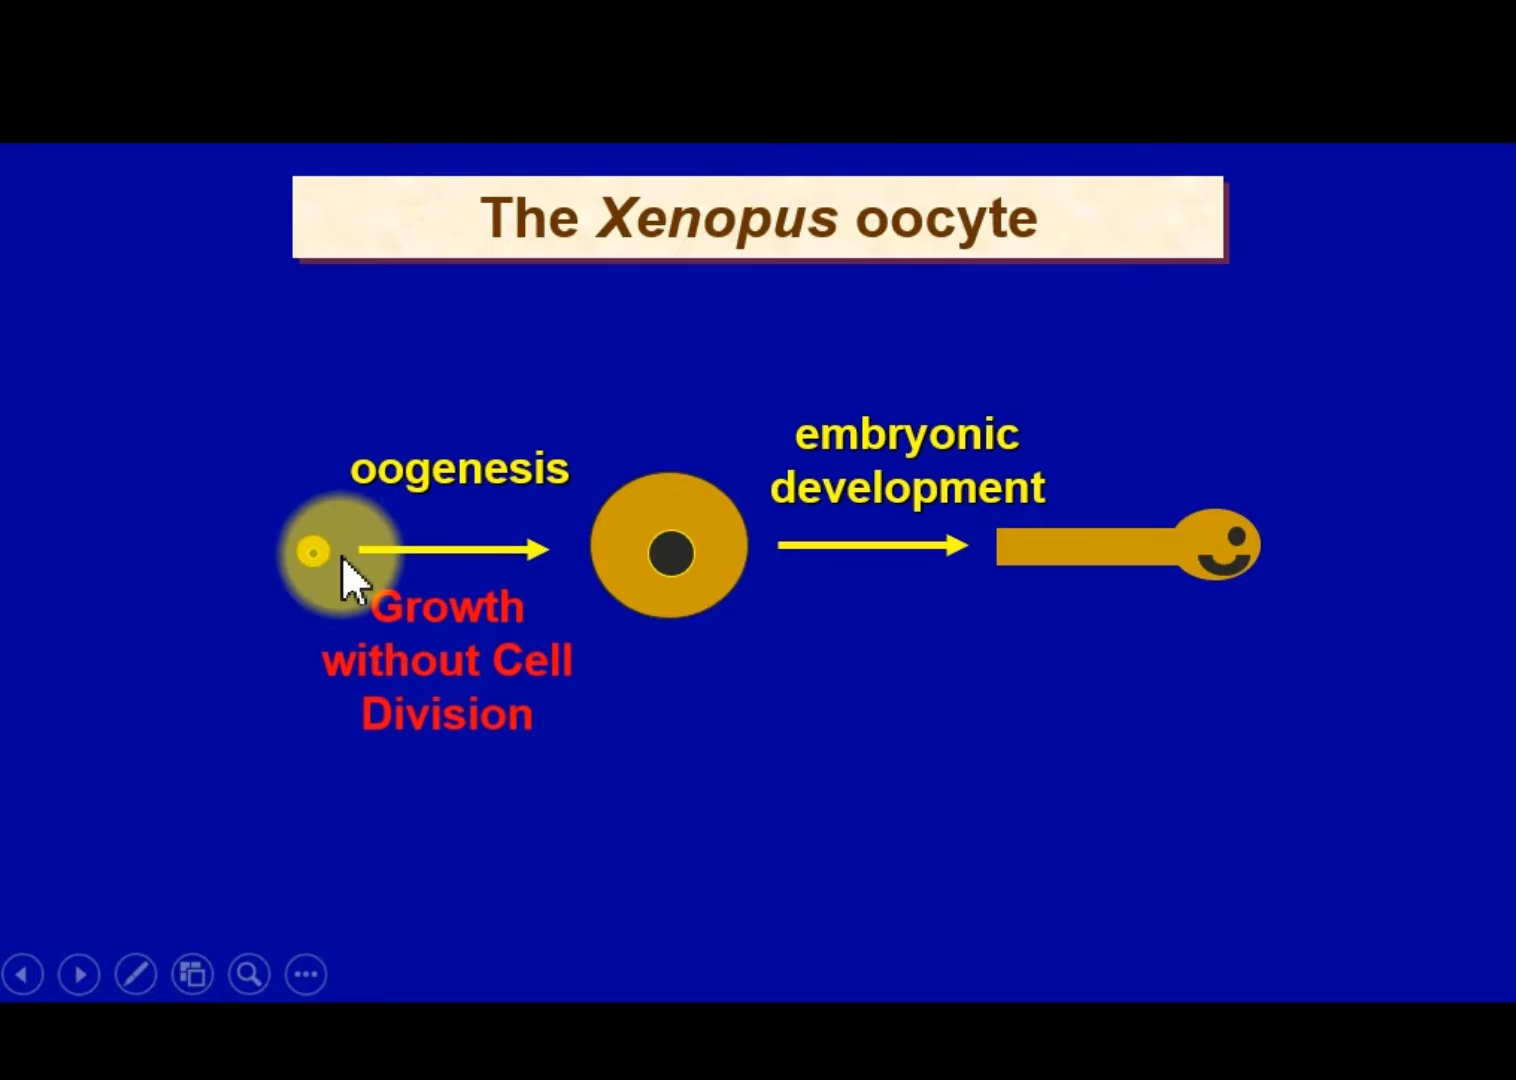 The Xenopus oocyte
oogenesis
Growth
without Cell
Division
embryonic
development